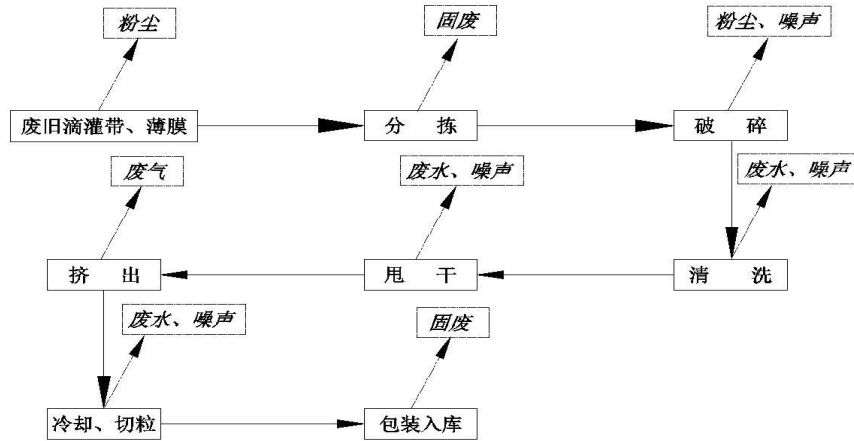 粉尘
固废
粉尘、噪声
废旧滴灌带、薄膜
分 拣
破 碎
废气
废水、噪声
废水、噪声
挤 出
甩 干
清 洗
废水、噪声
固废
冷却、切粒
包装入库